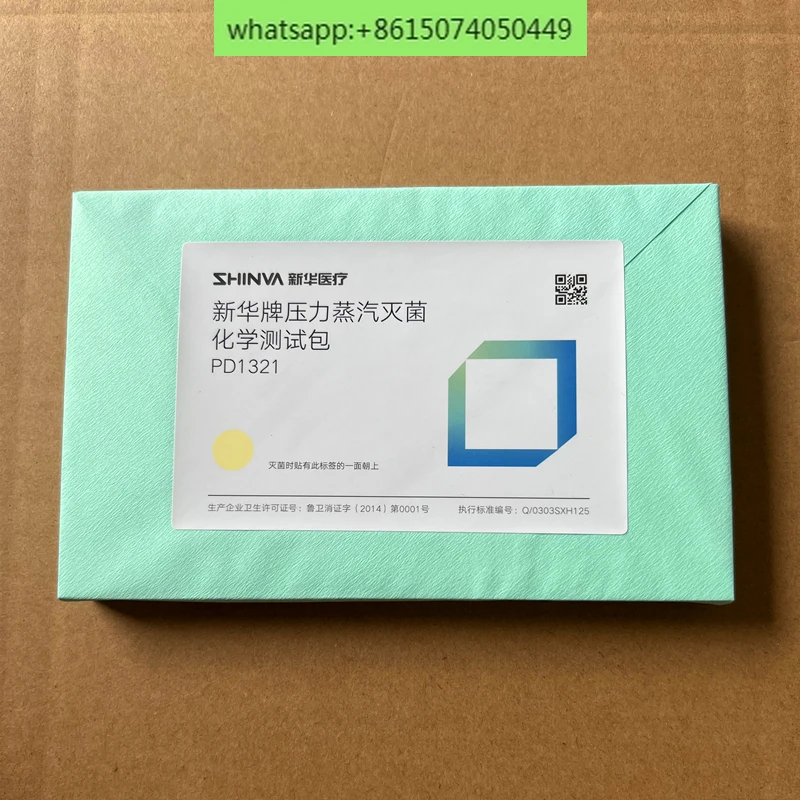 whatsapp:+8615074050449
SHINVA 新华医疗
新华牌压力蒸汽灭菌
化学测试包
PD1321
灭菌时贴有此标签的一面朝上
生产企业卫生许可证号：鲁卫消证字（2014）第0001号 执行标准编号：Q/0303SXH125